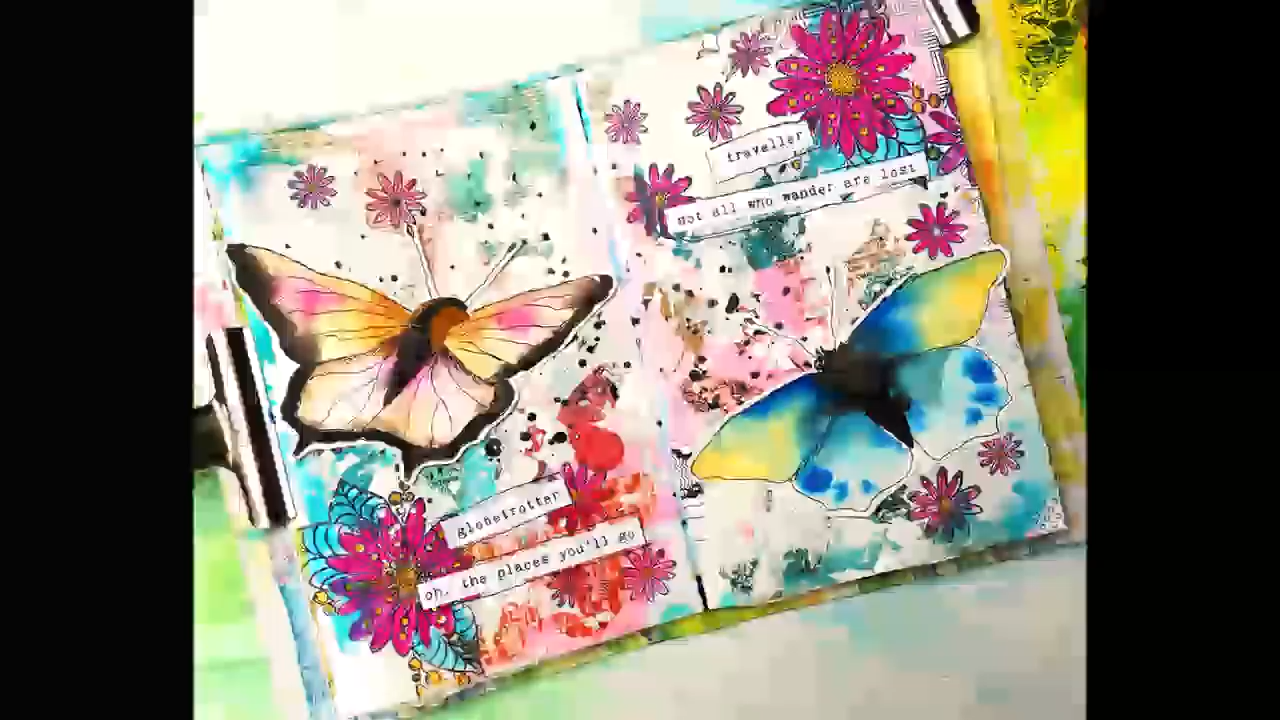 globetrotter
oh, the places you'll go
traveller
not all who wander are lost